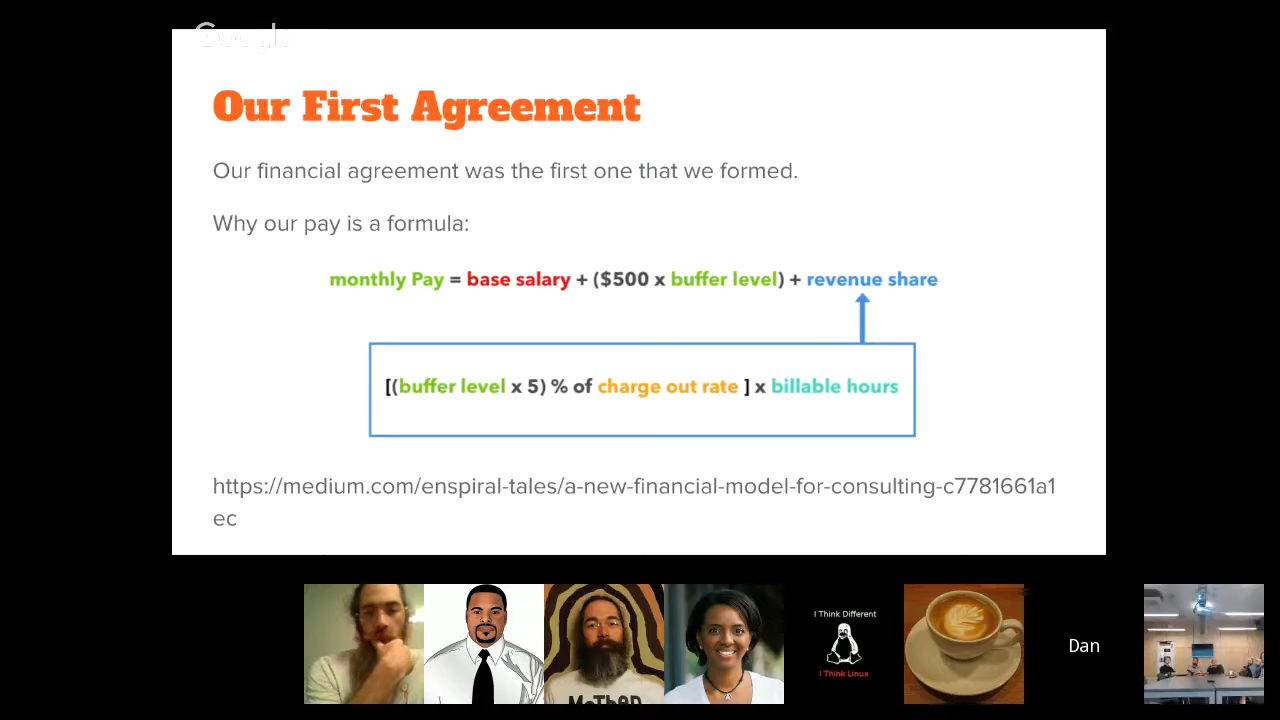 Google
Our First Agreement
Our financial agreement was the first one that we formed.
Why our pay is a formula:
monthly Pay = base salary + ($500 x buffer level) + revenue share
[(buffer level x 5) % of charge out rate ] x billable hours
https://medium.com/enspiral-tales/a-new-financial-model-for-consulting-c7781661a1
ec
I Think Different
I Think Linux
Dan